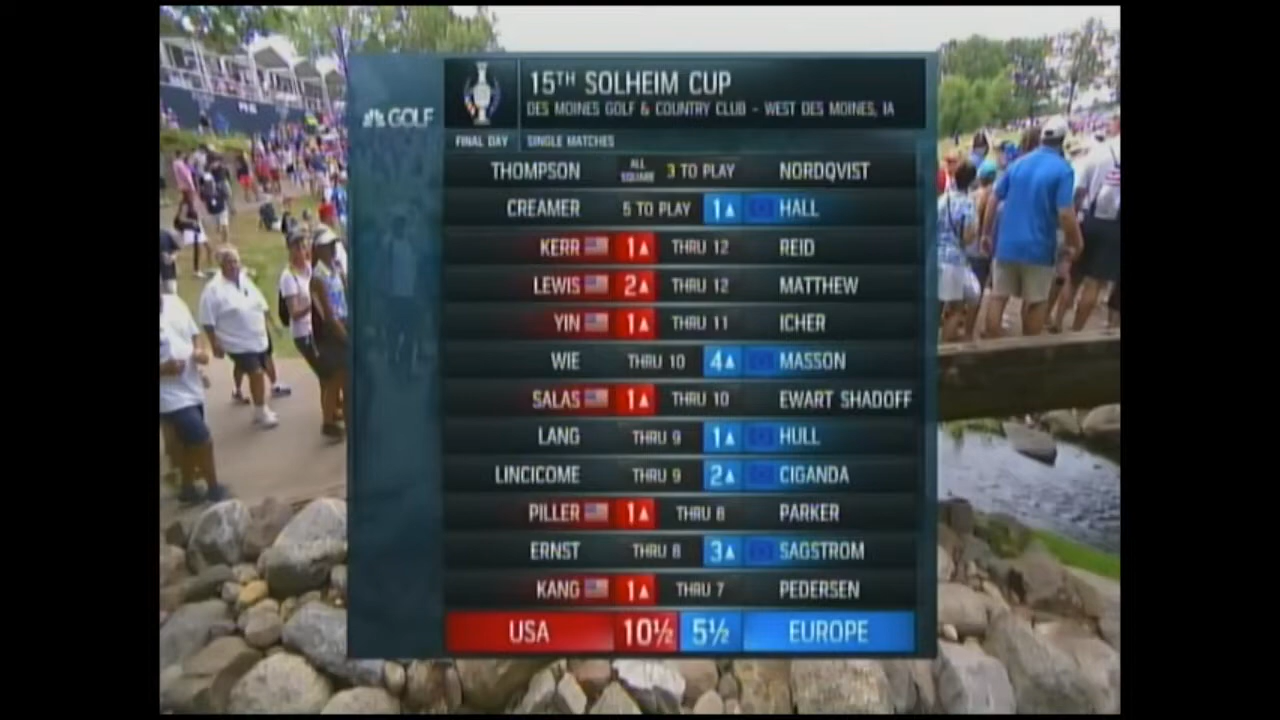 GOLF
15TH SOLHEIM CUP
DES MOINES GOLF & COUNTRY CLUB - WEST DES MOINES, IA
FINAL DAY SINGLE MATCHES
THOMPSON ALL SQUARE 3 TO PLAY NORDQVIST
CREAMER 5 TO PLAY 1▲ HALL
KERR 1▲ THRU 12 REID
LEWIS 2▲ THRU 12 MATTHEW
YIN 1▲ THRU 11 ICHER
WIE THRU 10 4▲ MASSON
SALAS 1▲ THRU 10 EWART SHADOFF
LANG THRU 9 1▲ HULL
LINCICOME THRU 9 2▲ CIGANDA
PILLER 1▲ THRU 8 PARKER
ERNST THRU 8 3▲ SAGSTROM
KANG 1▲ THRU 7 PEDERSEN
USA 10½ 5½ EUROPE